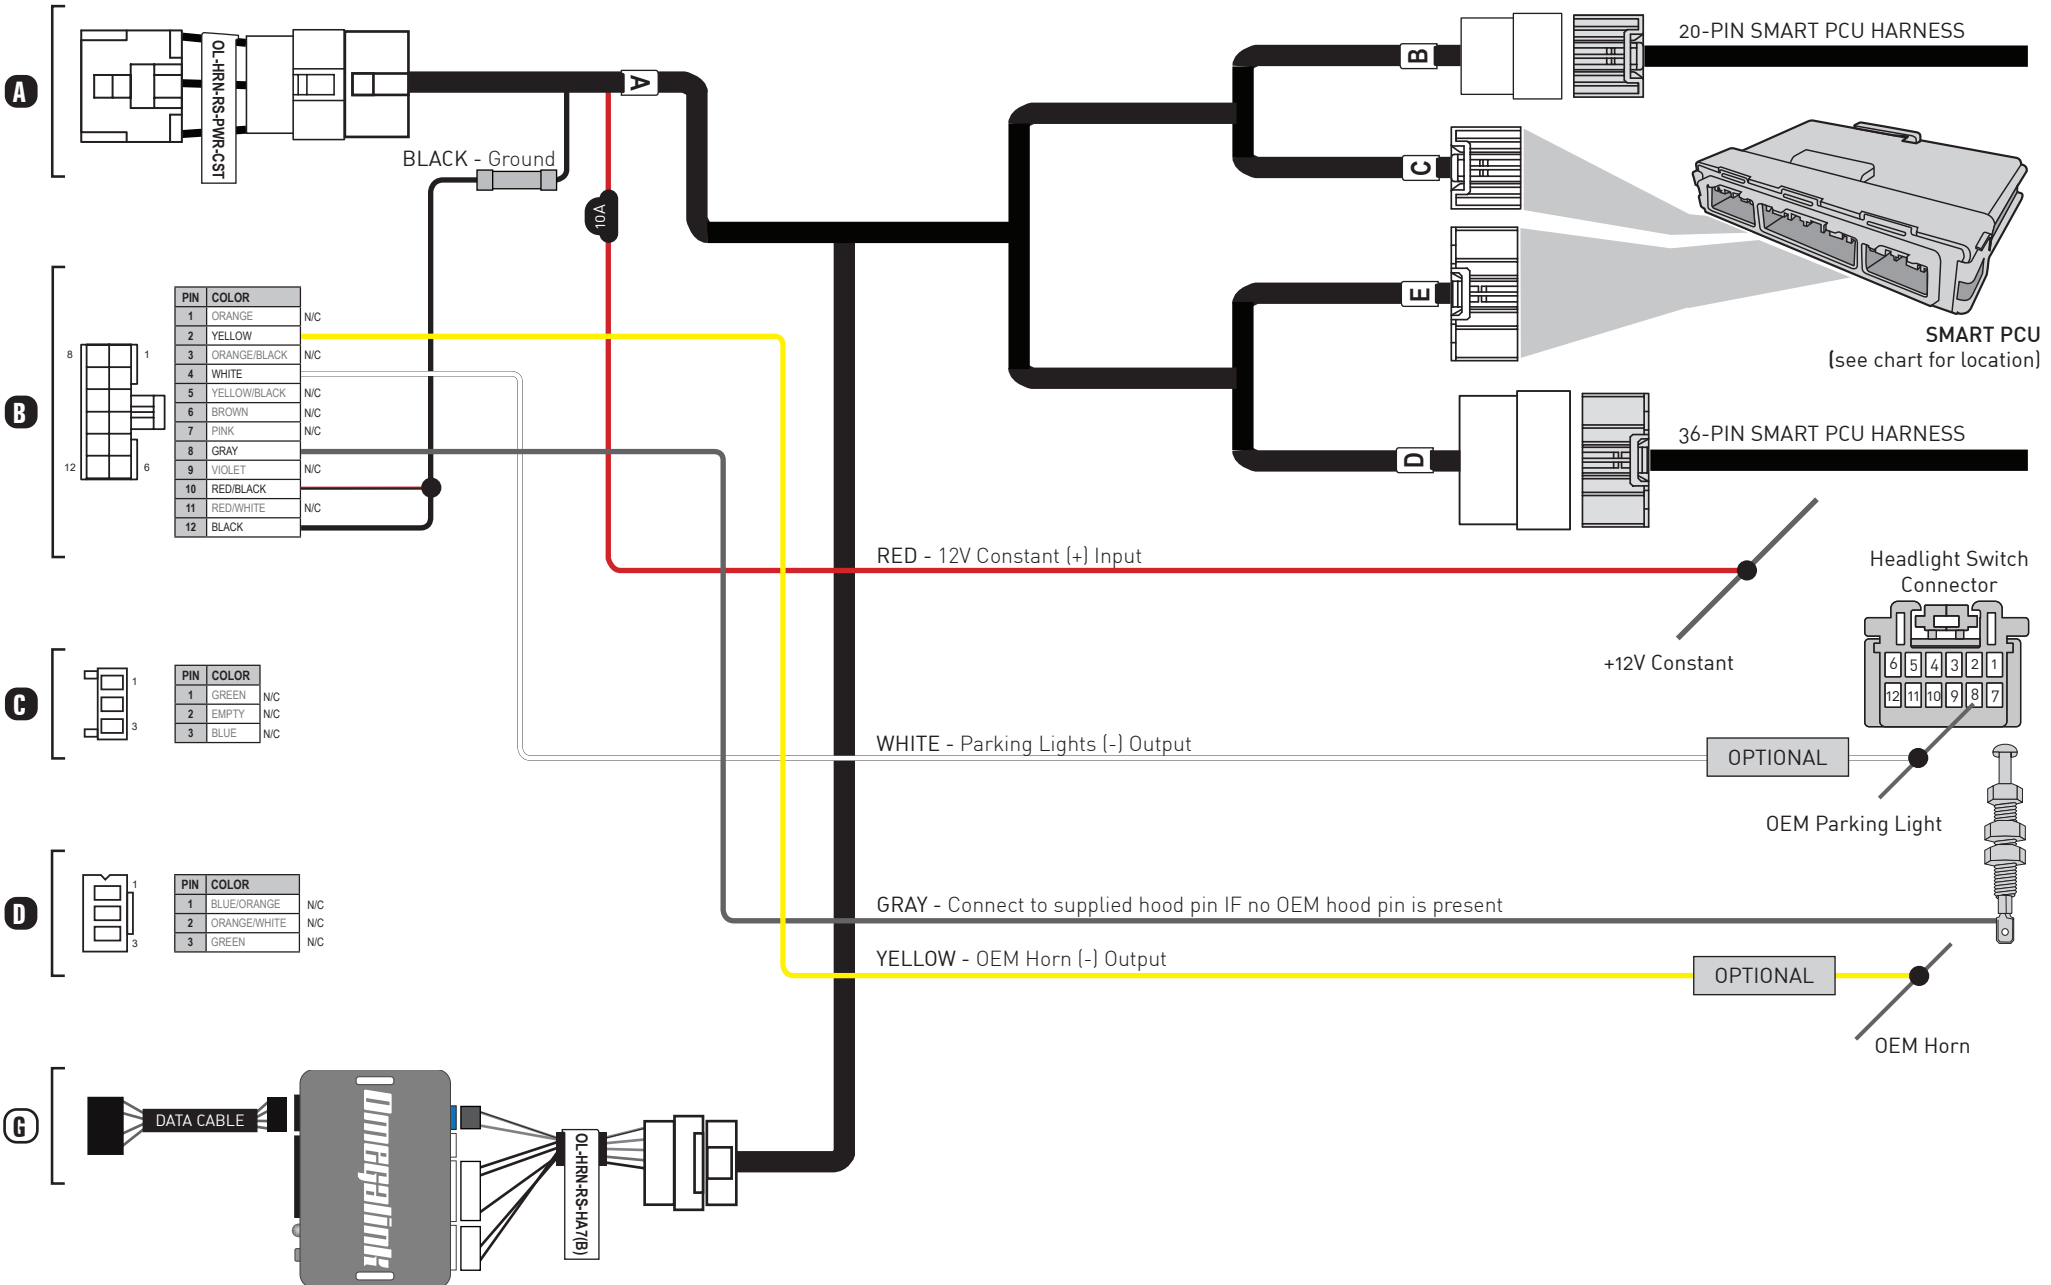 A
OL-HRN-RS-PWR-CST
BLACK - Ground
10A
A
B
20-PIN SMART PCU HARNESS
C
E
SMART PCU
(see chart for location)
D
36-PIN SMART PCU HARNESS
B
8 1
12 6
PIN COLOR
1 ORANGE N/C
2 YELLOW
3 ORANGE/BLACK N/C
4 WHITE
5 YELLOW/BLACK N/C
6 BROWN N/C
7 PINK N/C
8 GRAY
9 VIOLET N/C
10 RED/BLACK
11 RED/WHITE N/C
12 BLACK
RED - 12V Constant (+) Input
+12V Constant
Headlight Switch
Connector
6 5 4 3 2 1
12 11 10 9 8 7
C
1
3
PIN COLOR
1 GREEN N/C
2 EMPTY N/C
3 BLUE N/C
WHITE - Parking Lights (-) Output
OPTIONAL
OEM Parking Light
D
1
3
PIN COLOR
1 BLUE/ORANGE N/C
2 ORANGE/WHITE N/C
3 GREEN N/C
GRAY - Connect to supplied hood pin IF no OEM hood pin is present
YELLOW - OEM Horn (-) Output
OPTIONAL
OEM Horn
G
DATA CABLE
Omegalink
OL-HRN-RS-HA7(B)